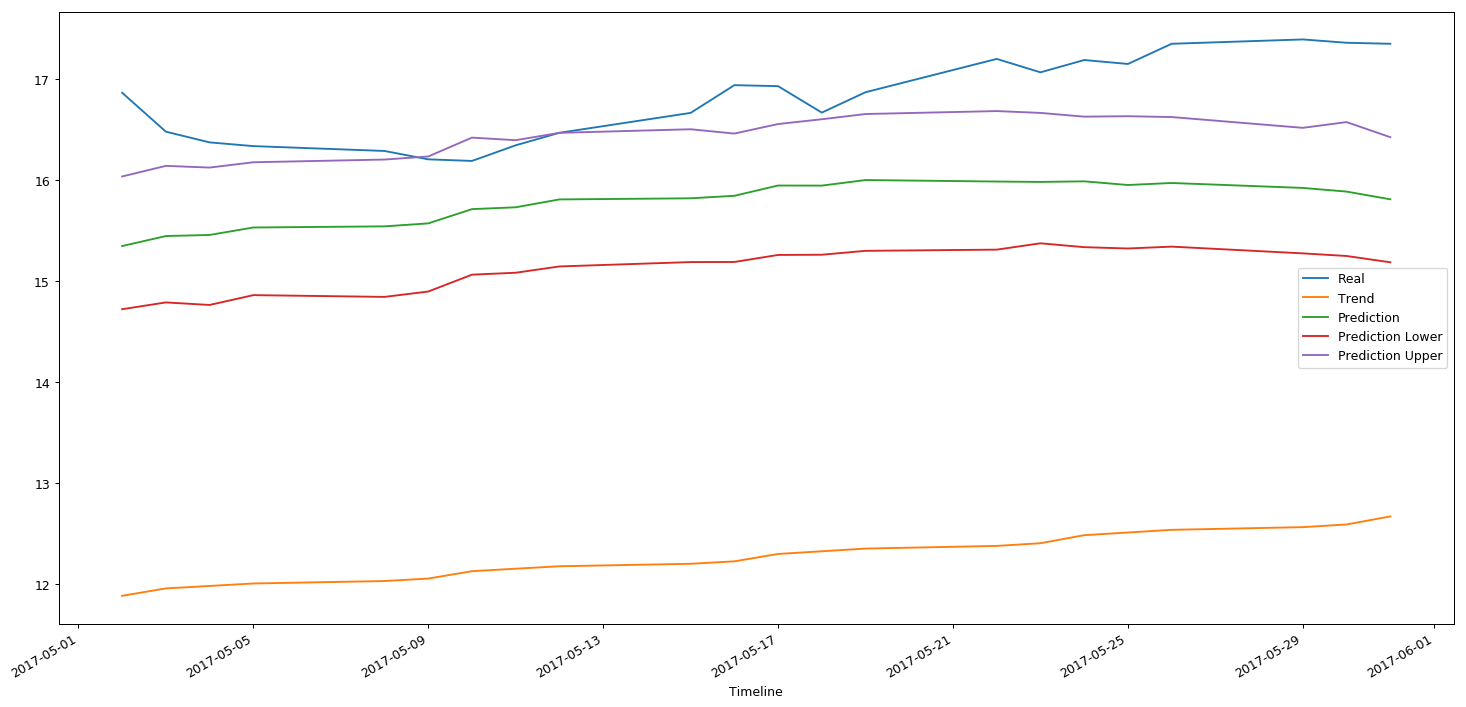 17
16
15
14
13
12
Real
Trend
Prediction
Prediction Lower
Prediction Upper
2017-05-01
2017-05-05
2017-05-09
2017-05-13
2017-05-17
2017-05-21
2017-05-25
2017-05-29
2017-06-01
Timeline